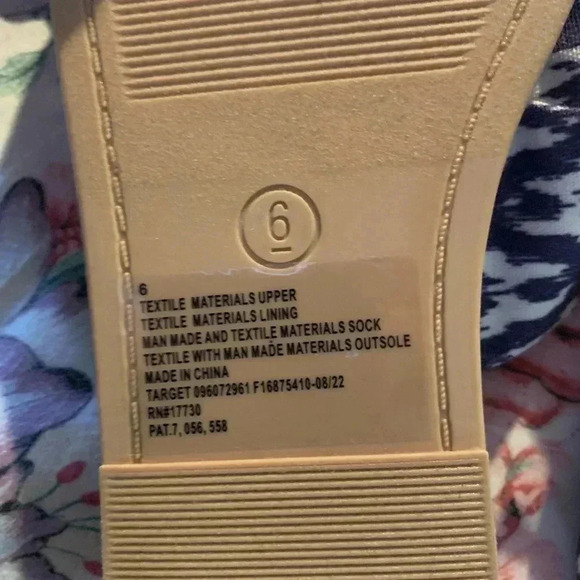 6
6
TEXTILE MATERIALS UPPER
TEXTILE MATERIALS LINING
MAN MADE AND TEXTILE MATERIALS SOCK
TEXTILE WITH MAN MADE MATERIALS OUTSOLE
MADE IN CHINA
TARGET 096072961 F16875410-08/22
RN#17730
PAT.7, 056, 558